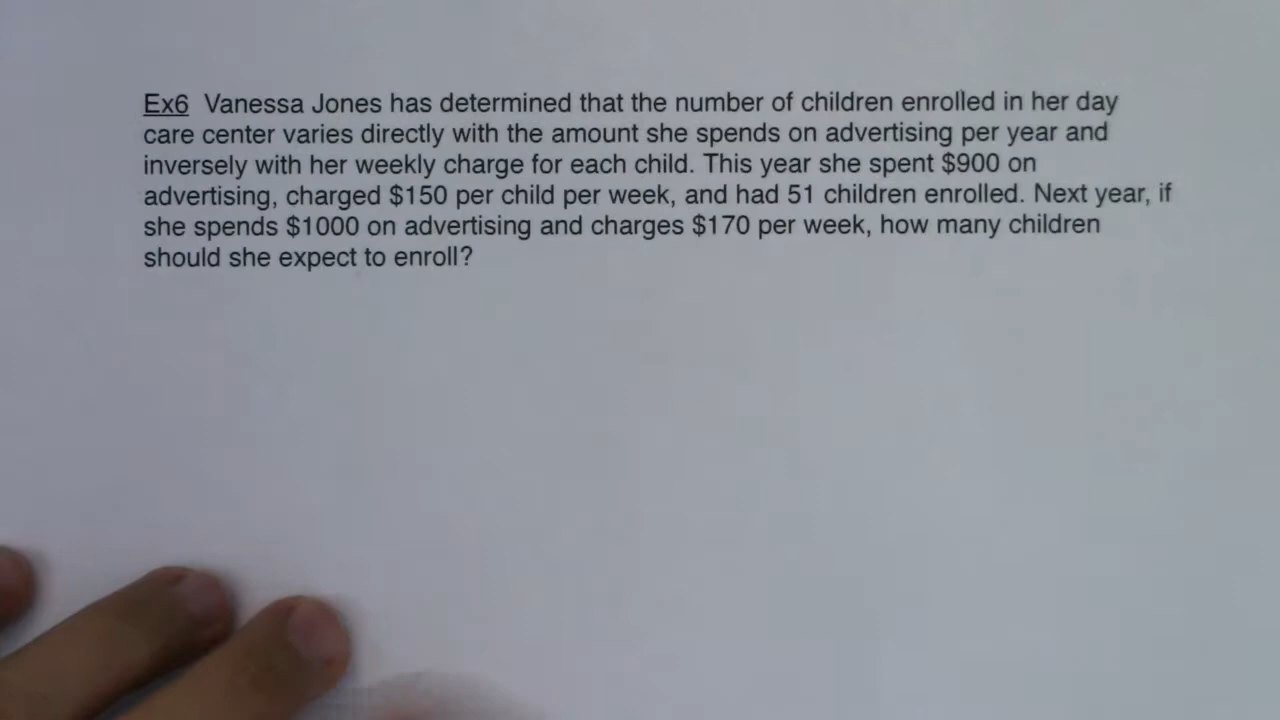 Ex6 Vanessa Jones has determined that the number of children enrolled in her day
care center varies directly with the amount she spends on advertising per year and
inversely with her weekly charge for each child. This year she spent $900 on
advertising, charged $150 per child per week, and had 51 children enrolled. Next year, if
she spends $1000 on advertising and charges $170 per week, how many children
should she expect to enroll?